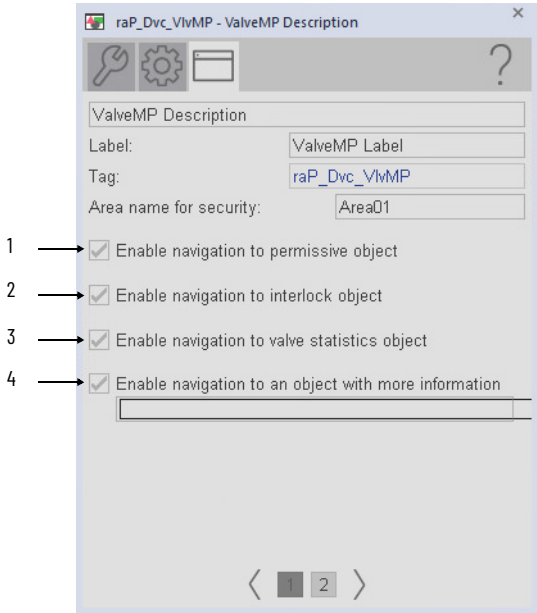 raP_Dvc_VlvMP - ValveMP Description
ValveMP Description
Label: ValveMP Label
Tag: raP_Dvc_VlvMP
Area name for security: Area01
1 Enable navigation to permissive object
2 Enable navigation to interlock object
3 Enable navigation to valve statistics object
4 Enable navigation to an object with more information
1 2